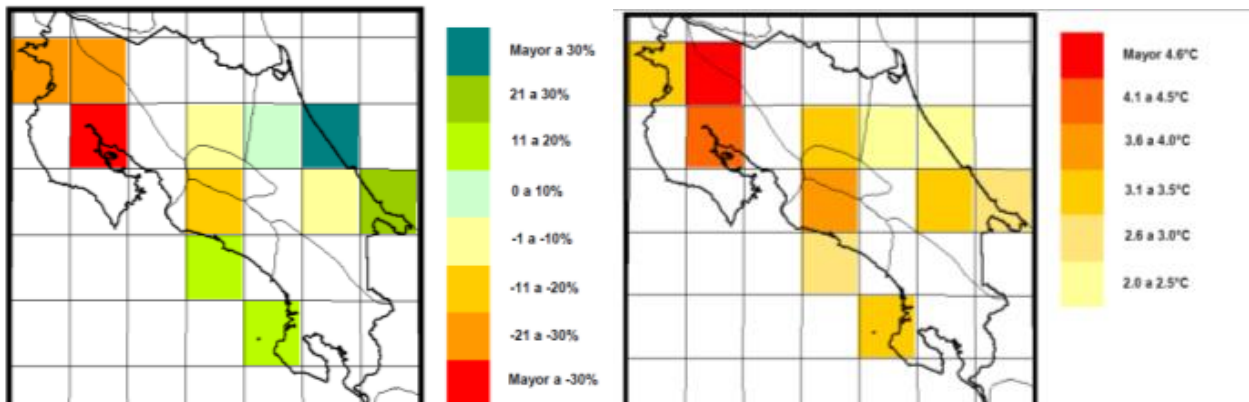 Mayor a 30%
21 a 30%
11 a 20%
0 a 10%
-1 a -10%
-11 a -20%
-21 a -30%
Mayor a -30%
Mayor 4.6°C
4.1 a 4.5°C
3.6 a 4.0°C
3.1 a 3.5°C
2.6 a 3.0°C
2.0 a 2.5°C